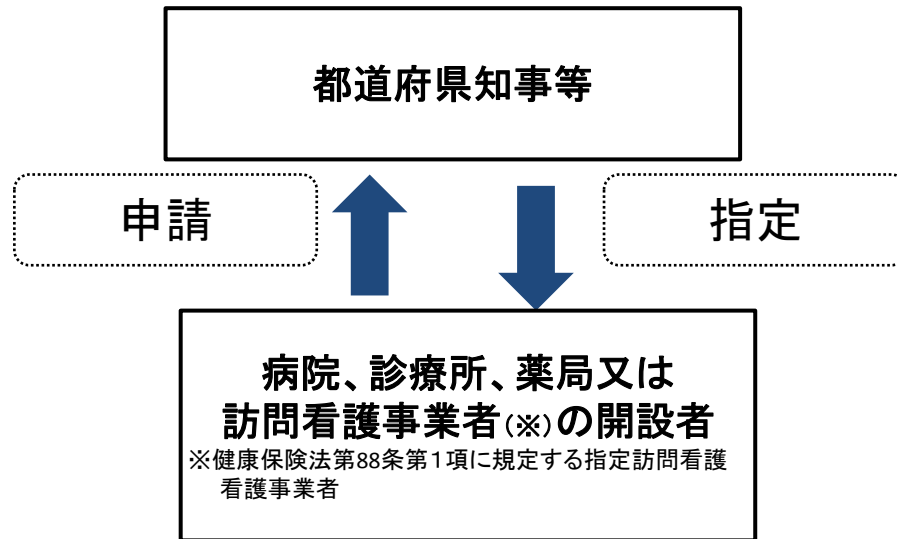 都道府県知事等
申請
指定
病院、診療所、薬局又は
訪問看護事業者(※)の開設者
※健康保険法第88条第１項に規定する指定訪問看護
看護事業者